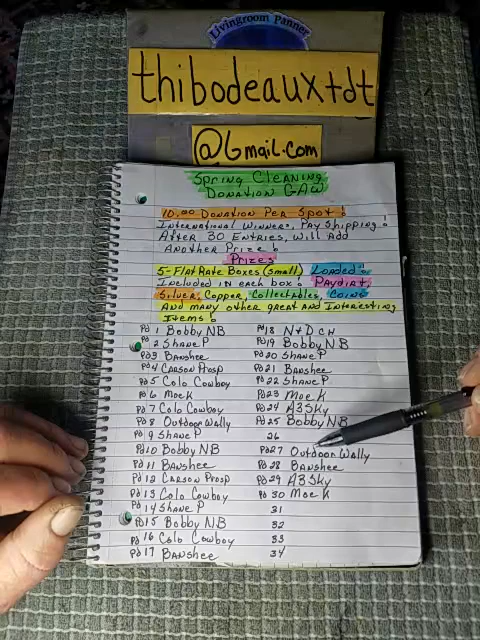 Livingroom Panner
thibodeaux+dt
@Gmail.com
Spring Cleaning
Donation GAW
10.00 Donation Per Spot!
International Winner, Pay Shipping!
After 30 Entries, Will Add
Another Prize!
Prizes
5-Flat Rate Boxes (small) Loaded!
Included in each box! Paydirt,
Silver, Copper, Collectables, Coins
And many other great and Interesting
Items!
Pd 1 Bobby NB
Pd 2 Shane P
Pd 3 Banshee
Pd 4 Carson Prosp
Pd 5 Colo Cowboy
Pd 6 Moe K
Pd 7 Colo Cowboy
Pd 8 Outdoor Wally
Pd 9 Shane P
Pd 10 Bobby NB
Pd 11 Banshee
Pd 12 Carson Prosp
Pd 13 Colo Cowboy
Pd 14 Shane P
Pd 15 Bobby NB
Pd 16 Colo Cowboy
Pd 17 Banshee
Pd 18 N+D CH
Pd 19 Bobby NB
Pd 20 Shane P
Pd 21 Banshee
Pd 22 Shane P
Pd 23 Moe K
Pd 24 A3Sky
Pd 25 Bobby NB
26
Pd 27 Outdoor Wally
Pd 28 Banshee
Pd 29 A3Sky
Pd 30 Moe K
31
32
33
34